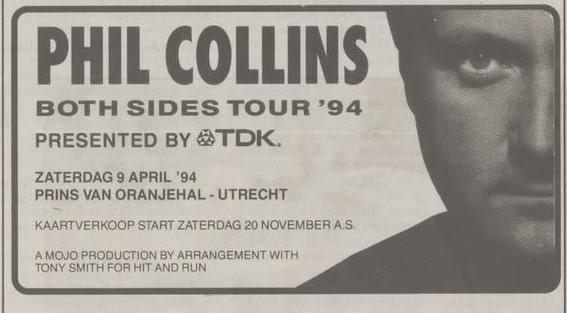 PHIL COLLINS
BOTH SIDES TOUR '94
PRESENTED BY TDK.
ZATERDAG 9 APRIL '94
PRINS VAN ORANJEHAL - UTRECHT
KAARTVERKOOP START ZATERDAG 20 NOVEMBER A.S.
A MOJO PRODUCTION BY ARRANGEMENT WITH
TONY SMITH FOR HIT AND RUN